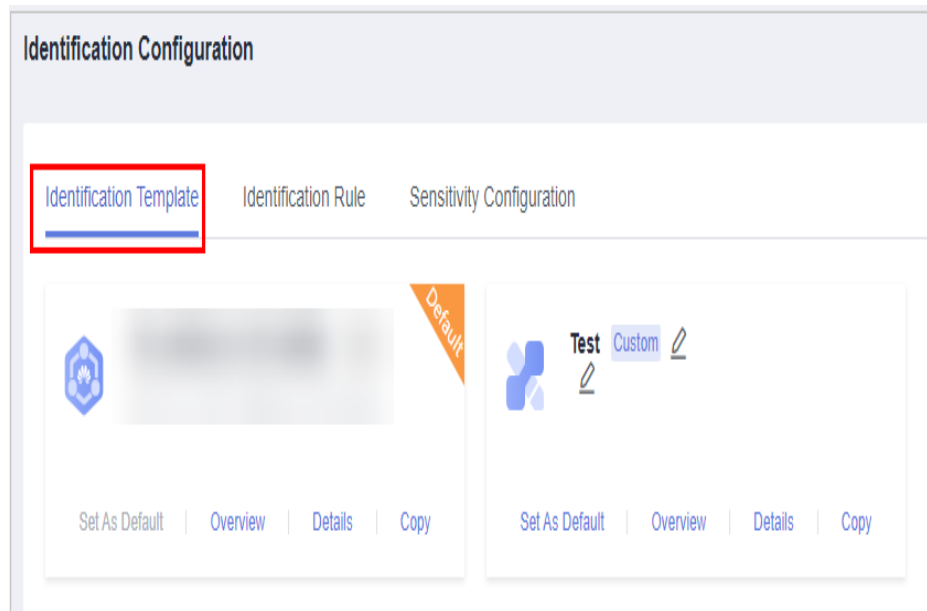 Identification Configuration
Identification Template Identification Rule Sensitivity Configuration
Default
Test Custom
Set As Default Overview Details Copy
Set As Default Overview Details Copy